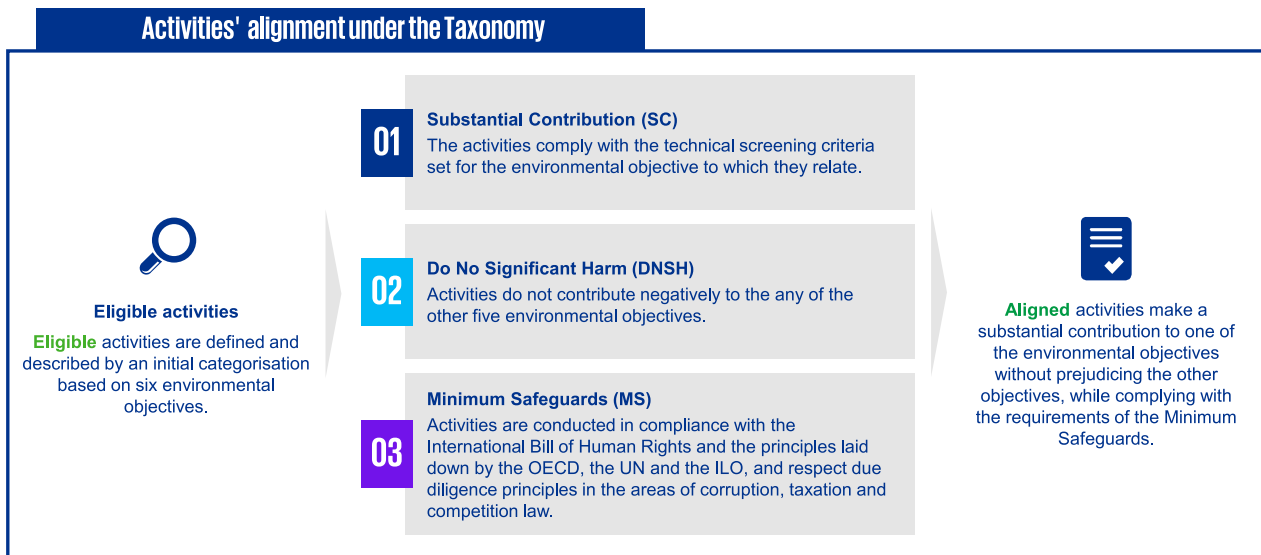 Activities' alignment under the Taxonomy
Eligible activities
Eligible activities are defined and
described by an initial categorisation
based on six environmental
objectives.
01
Substantial Contribution (SC)
The activities comply with the technical screening criteria
set for the environmental objective to which they relate.
02
Do No Significant Harm (DNSH)
Activities do not contribute negatively to the any of the
other five environmental objectives.
03
Minimum Safeguards (MS)
Activities are conducted in compliance with the
International Bill of Human Rights and the principles laid
down by the OECD, the UN and the ILO, and respect due
diligence principles in the areas of corruption, taxation and
competition law.
Aligned activities make a
substantial contribution to one of
the environmental objectives
without prejudicing the other
objectives, while complying with
the requirements of the Minimum
Safeguards.